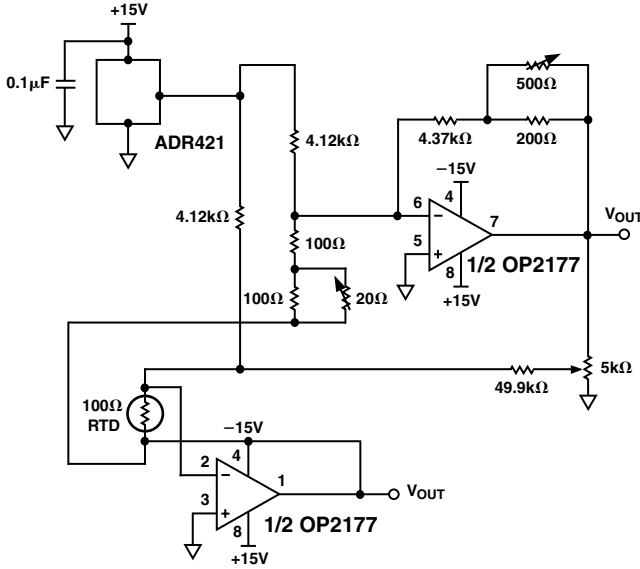 +15V
0.1µF
ADR421
4.12kΩ
4.12kΩ
100Ω
100Ω
20Ω
500Ω
4.37kΩ
200Ω
−15V
6
4
7
5
8
VOUT
1/2 OP2177
+15V
5kΩ
49.9kΩ
100Ω
RTD
−15V
2
4
1
3
8
VOUT
1/2 OP2177
+15V